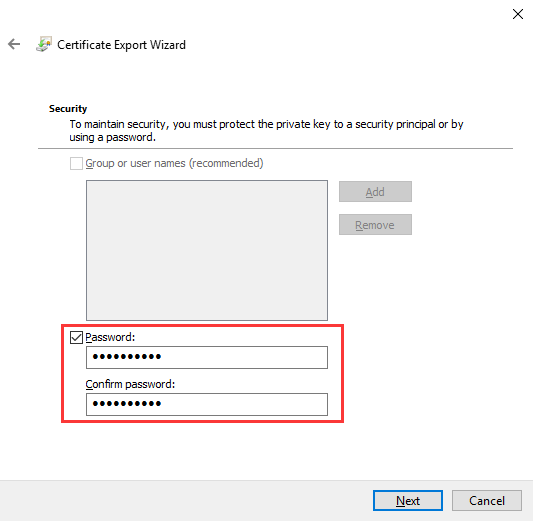 Certificate Export Wizard
Security
To maintain security, you must protect the private key to a security principal or by
using a password.
Group or user names (recommended)
Add
Remove
Password:
••••••••••
Confirm password:
••••••••••
Next
Cancel